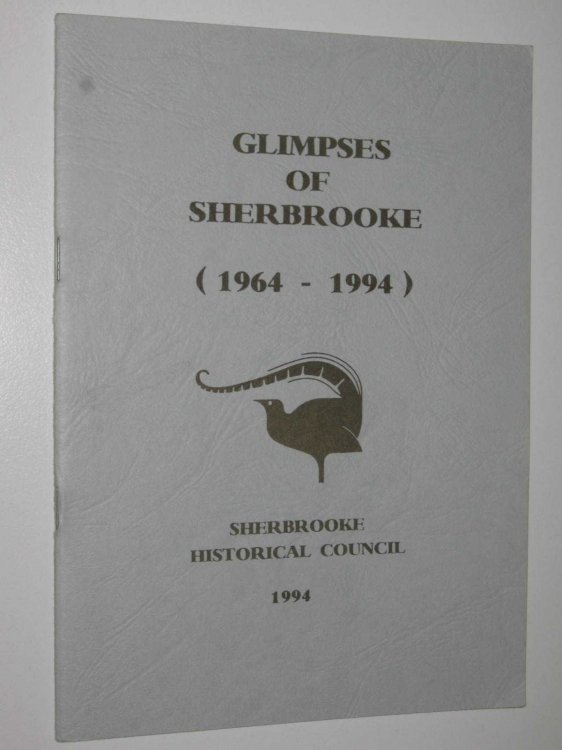 GLIMPSES
OF
SHERBROOKE
( 1964 - 1994 )
SHERBROOKE
HISTORICAL COUNCIL
1994